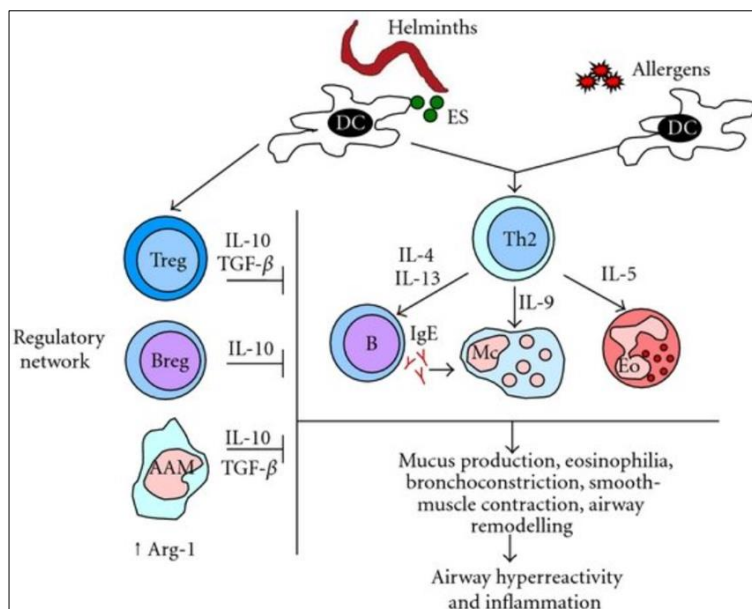 Helminths
Allergens
DC
ES
DC
Treg
IL-10
TGF-β
Th2
IL-4
IL-13
IL-5
IL-9
Regulatory
network
Breg
IL-10
B
IgE
Mc
Eo
AAM
IL-10
TGF-β
↑ Arg-1
Mucus production, eosinophilia,
bronchoconstriction, smooth-
muscle contraction, airway
remodelling
Airway hyperreactivity
and inflammation